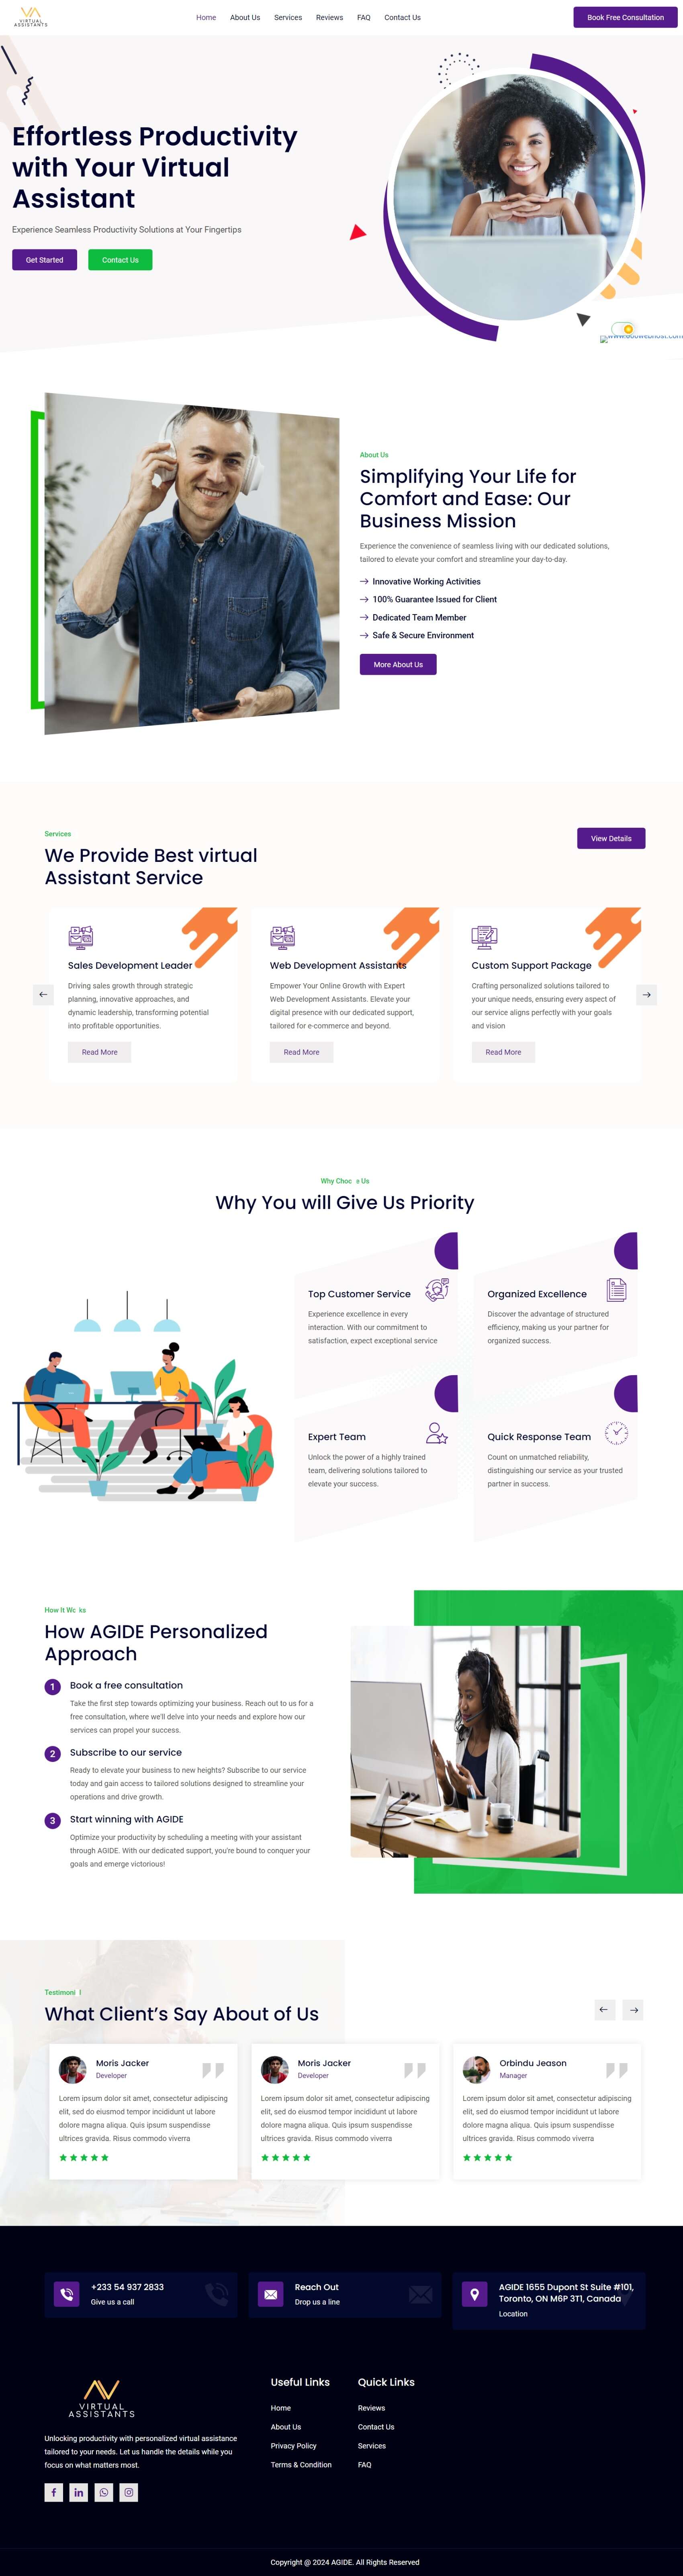 VIRTUAL
ASSISTANTS
Home
About Us
Services
Reviews
FAQ
Contact Us
Book Free Consultation
Effortless Productivity
with Your Virtual
Assistant
Experience Seamless Productivity Solutions at Your Fingertips
Get Started
Contact Us
About Us
Simplifying Your Life for
Comfort and Ease: Our
Business Mission
Experience the convenience of seamless living with our dedicated solutions,
tailored to elevate your comfort and streamline your day-to-day.
Innovative Working Activities
100% Guarantee Issued for Client
Dedicated Team Member
Safe & Secure Environment
More About Us
Services
We Provide Best virtual
Assistant Service
View Details
Sales Development Leader
Driving sales growth through strategic
planning, innovative approaches, and
dynamic leadership, transforming potential
into profitable opportunities.
Read More
Web Development Assistants
Empower Your Online Growth with Expert
Web Development Assistants. Elevate your
digital presence with our dedicated support,
tailored for e-commerce and beyond.
Read More
Custom Support Package
Crafting personalized solutions tailored to
your unique needs, ensuring every aspect of
our service aligns perfectly with your goals
and vision
Read More
Why Choc e Us
Why You will Give Us Priority
Top Customer Service
Experience excellence in every
interaction. With our commitment to
satisfaction, expect exceptional service
Organized Excellence
Discover the advantage of structured
efficiency, making us your partner for
organized success.
Expert Team
Unlock the power of a highly trained
team, delivering solutions tailored to
elevate your success.
Quick Response Team
Count on unmatched reliability,
distinguishing our service as your trusted
partner in success.
How It Wc ks
How AGIDE Personalized
Approach
1
Book a free consultation
Take the first step towards optimizing your business. Reach out to us for a
free consultation, where we'll delve into your needs and explore how our
services can propel your success.
2
Subscribe to our service
Ready to elevate your business to new heights? Subscribe to our service
today and gain access to tailored solutions designed to streamline your
operations and drive growth.
3
Start winning with AGIDE
Optimize your productivity by scheduling a meeting with your assistant
through AGIDE. With our dedicated support, you're bound to conquer your
goals and emerge victorious!
Testimoni l
What Client's Say About of Us
Moris Jacker
Developer
Lorem ipsum dolor sit amet, consectetur adipiscing
elit, sed do eiusmod tempor incididunt ut labore
dolore magna aliqua. Quis ipsum suspendisse
ultrices gravida. Risus commodo viverra
Moris Jacker
Developer
Lorem ipsum dolor sit amet, consectetur adipiscing
elit, sed do eiusmod tempor incididunt ut labore
dolore magna aliqua. Quis ipsum suspendisse
ultrices gravida. Risus commodo viverra
Orbindu Jeason
Manager
Lorem ipsum dolor sit amet, consectetur adipiscing
elit, sed do eiusmod tempor incididunt ut labore
dolore magna aliqua. Quis ipsum suspendisse
ultrices gravida. Risus commodo viverra
+233 54 937 2833
Give us a call
Reach Out
Drop us a line
AGIDE 1655 Dupont St Suite #101,
Toronto, ON M6P 3T1, Canada
Location
VIRTUAL
ASSISTANTS
Unlocking productivity with personalized virtual assistance
tailored to your needs. Let us handle the details while you
focus on what matters most.
Useful Links
Home
About Us
Privacy Policy
Terms & Condition
Quick Links
Reviews
Contact Us
Services
FAQ
Copyright @ 2024 AGIDE. All Rights Reserved